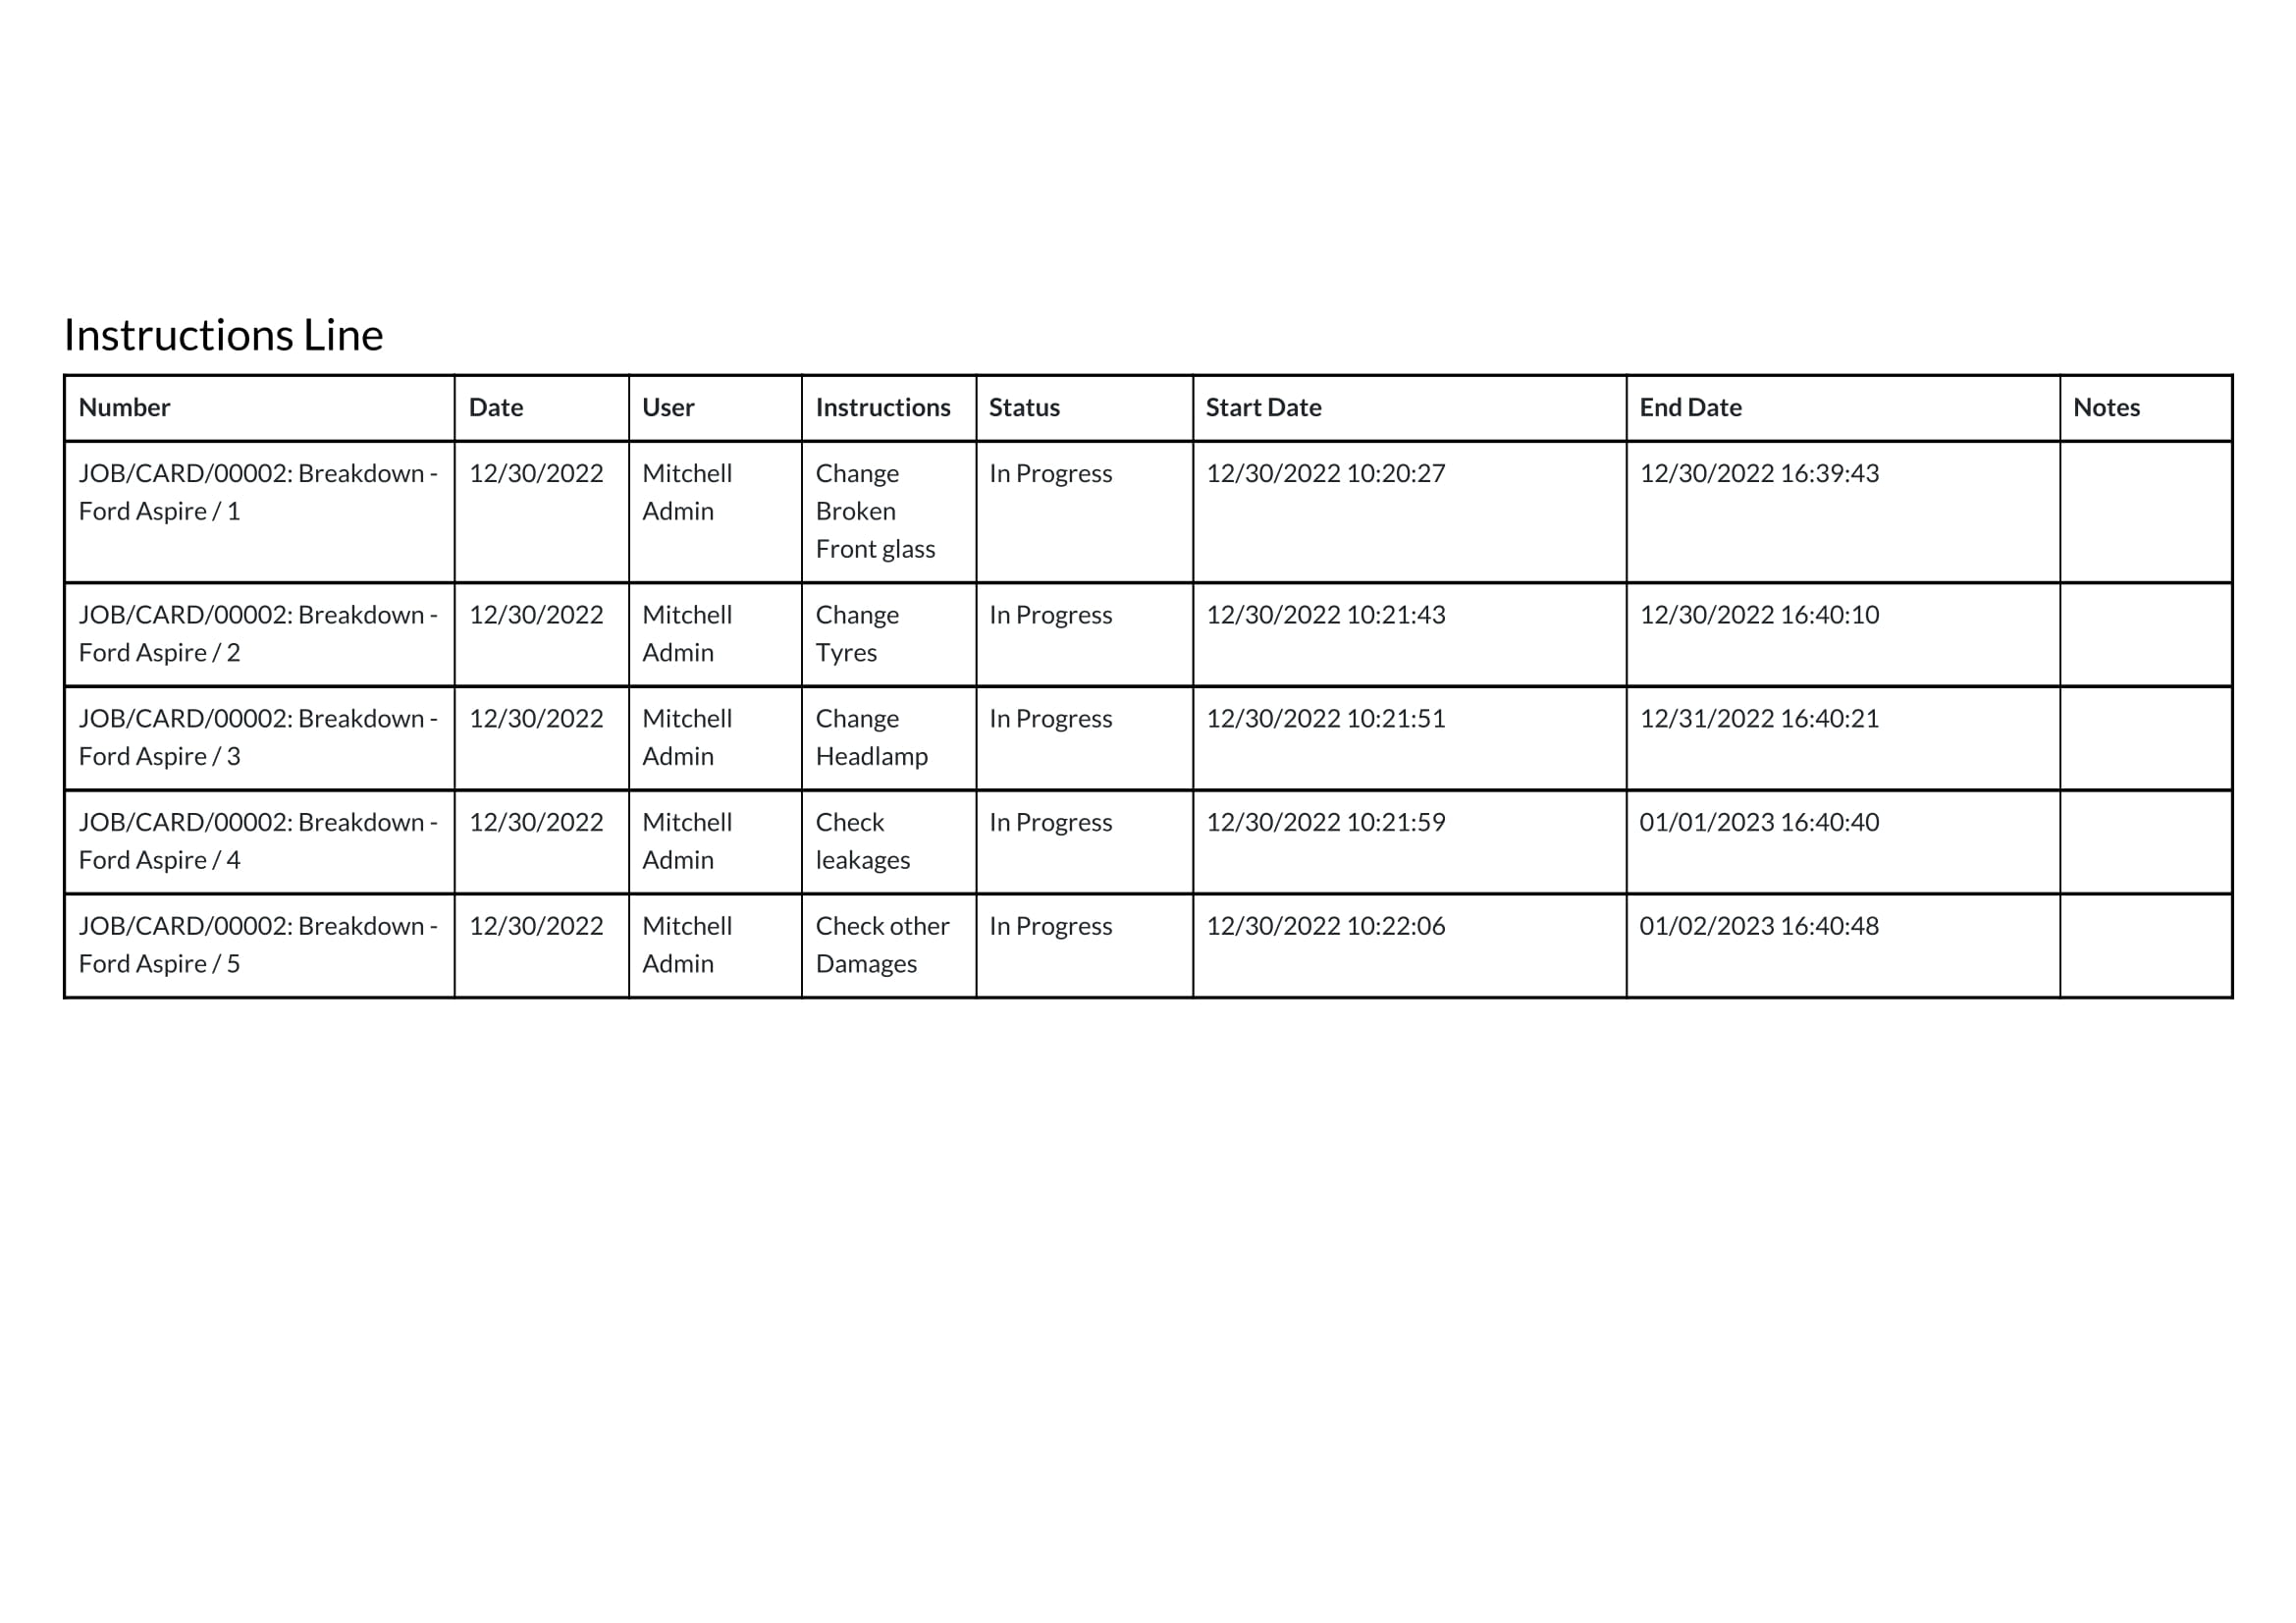 Instructions Line
Number Date User Instructions Status Start Date End Date Notes
JOB/CARD/00002: Breakdown - 12/30/2022 Mitchell Change In Progress 12/30/2022 10:20:27 12/30/2022 16:39:43
Ford Aspire / 1 Admin Broken
Front glass
JOB/CARD/00002: Breakdown - 12/30/2022 Mitchell Change In Progress 12/30/2022 10:21:43 12/30/2022 16:40:10
Ford Aspire / 2 Admin Tyres
JOB/CARD/00002: Breakdown - 12/30/2022 Mitchell Change In Progress 12/30/2022 10:21:51 12/31/2022 16:40:21
Ford Aspire / 3 Admin Headlamp
JOB/CARD/00002: Breakdown - 12/30/2022 Mitchell Check In Progress 12/30/2022 10:21:59 01/01/2023 16:40:40
Ford Aspire / 4 Admin leakages
JOB/CARD/00002: Breakdown - 12/30/2022 Mitchell Check other In Progress 12/30/2022 10:22:06 01/02/2023 16:40:48
Ford Aspire / 5 Admin Damages